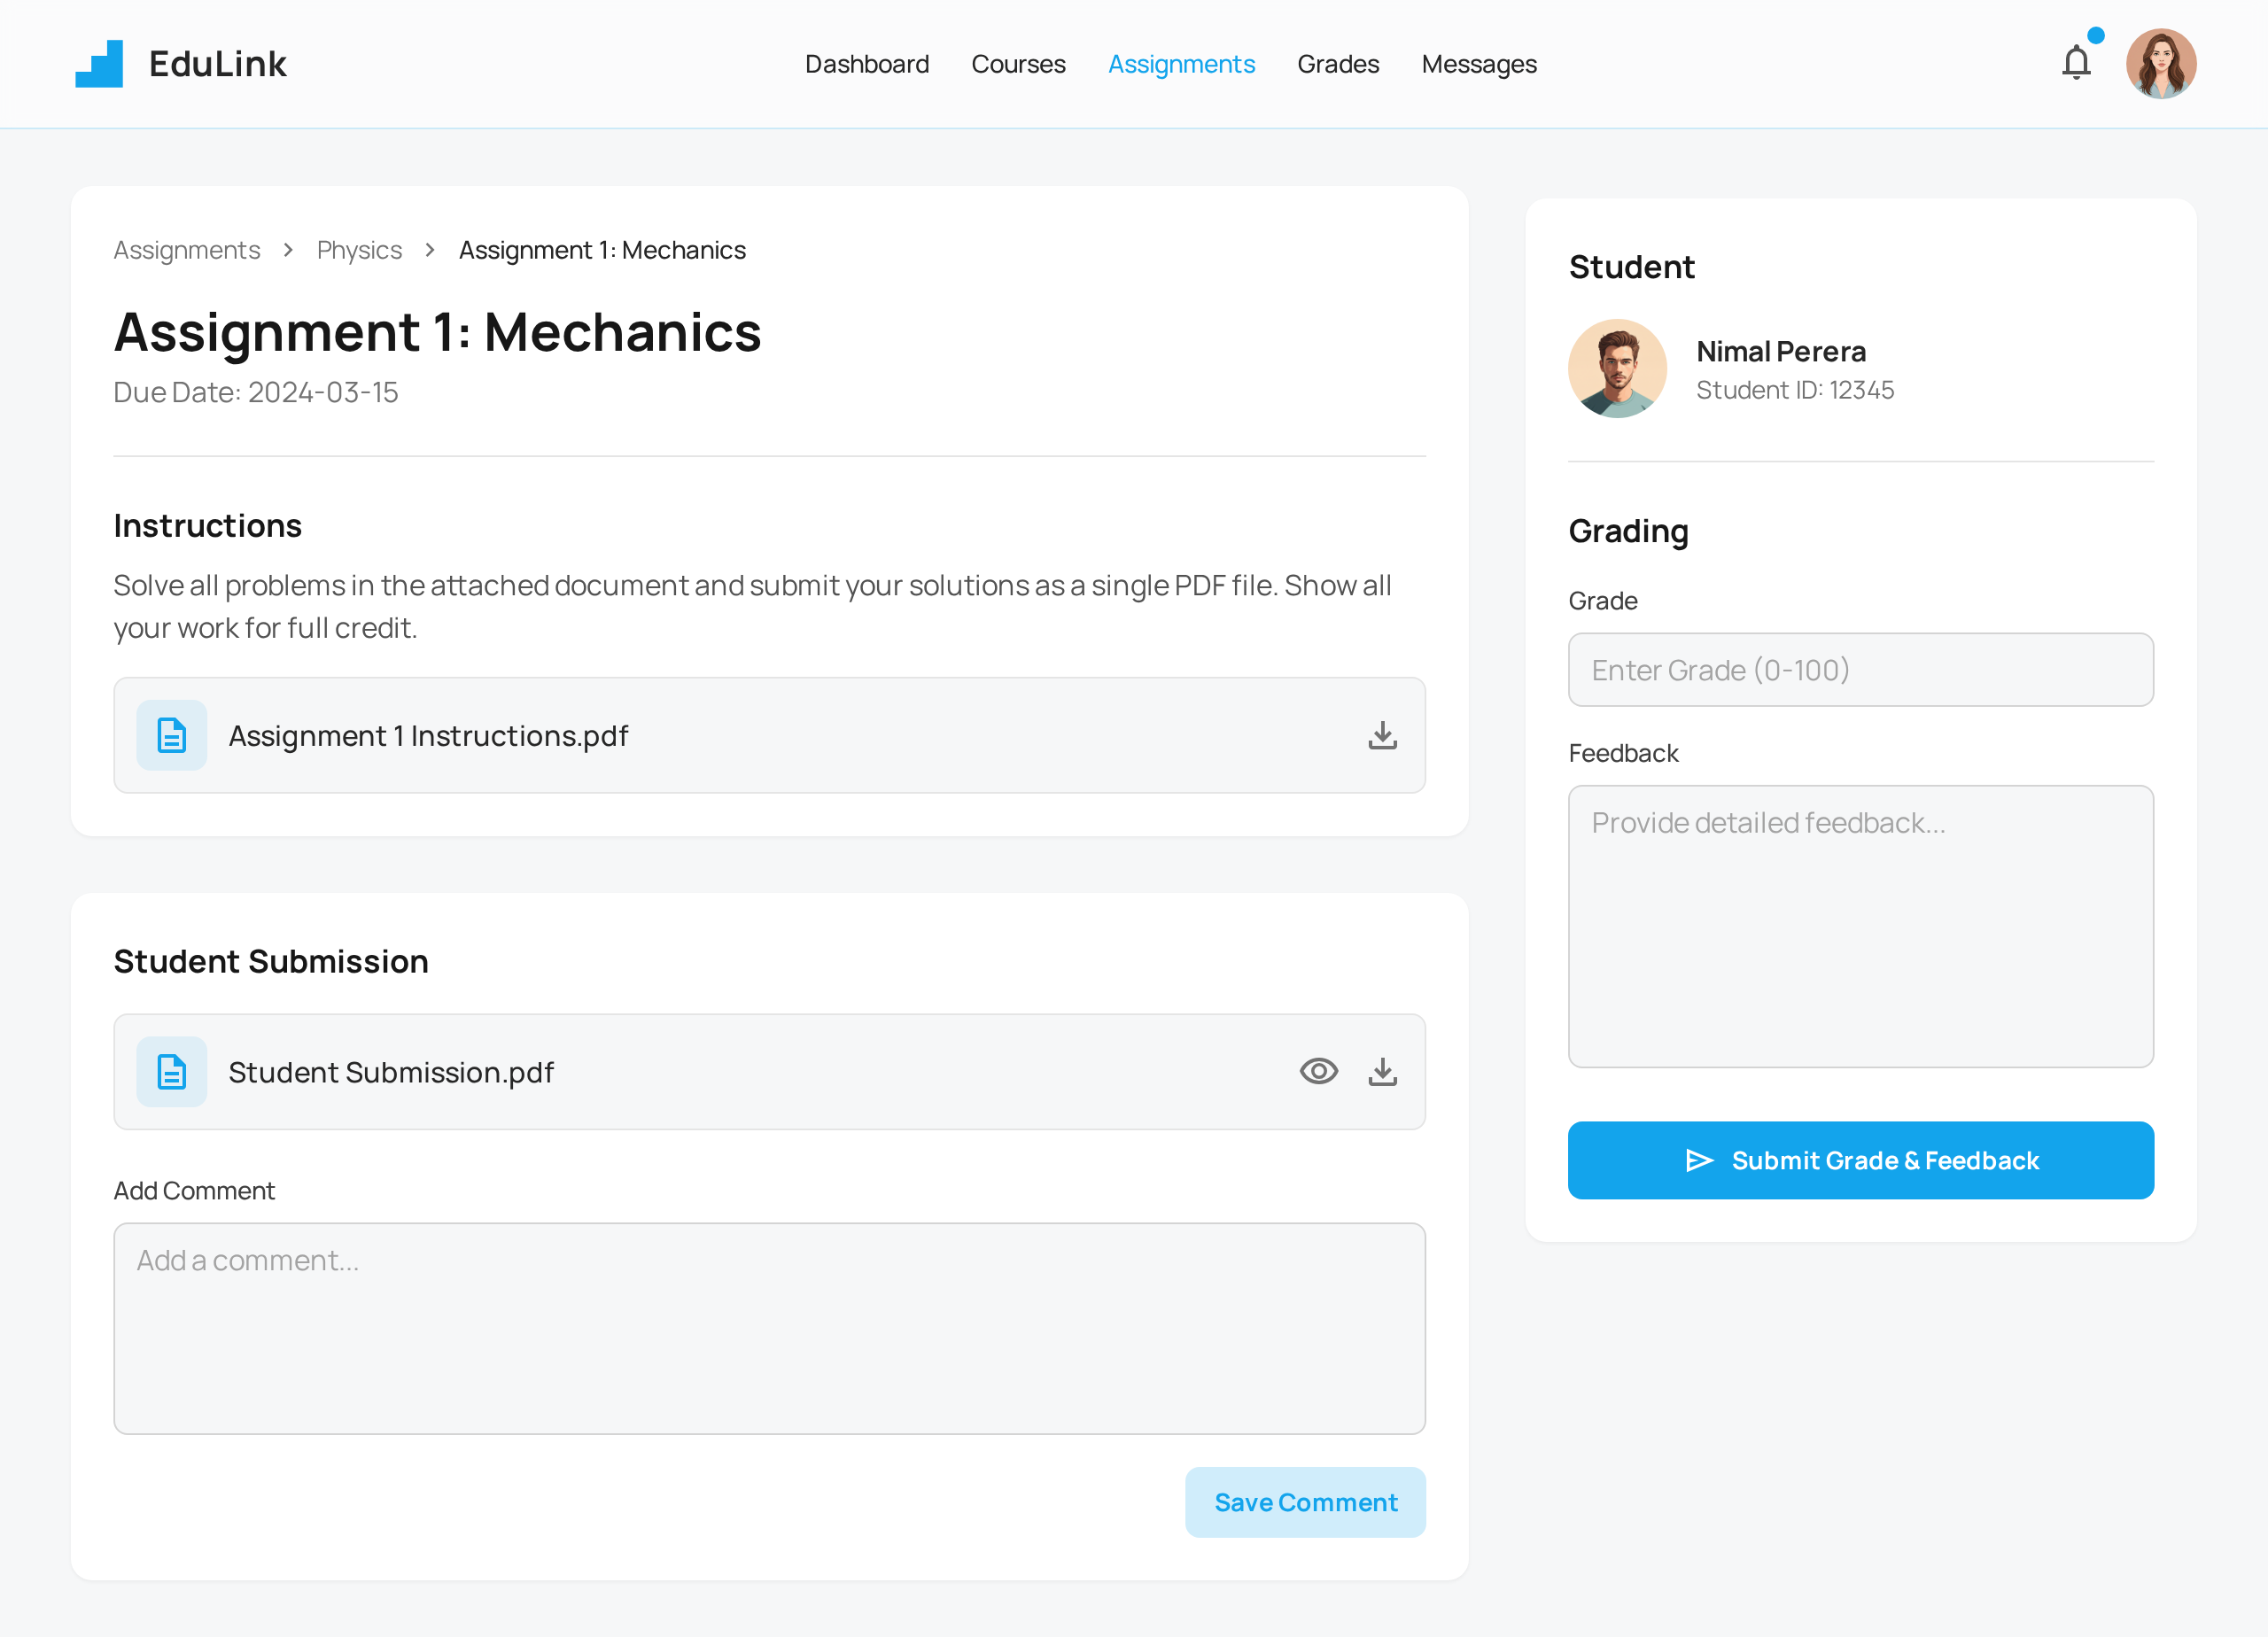 EduLink
Dashboard
Courses
Assignments
Grades
Messages
Assignments
Physics
Assignment 1: Mechanics
Assignment 1: Mechanics
Due Date: 2024-03-15
Instructions
Solve all problems in the attached document and submit your solutions as a single PDF file. Show all
your work for full credit.
Assignment 1 Instructions.pdf
Student Submission
Student Submission.pdf
Add Comment
Add a comment...
Save Comment
Student
Nimal Perera
Student ID: 12345
Grading
Grade
Enter Grade (0-100)
Feedback
Provide detailed feedback...
Submit Grade & Feedback